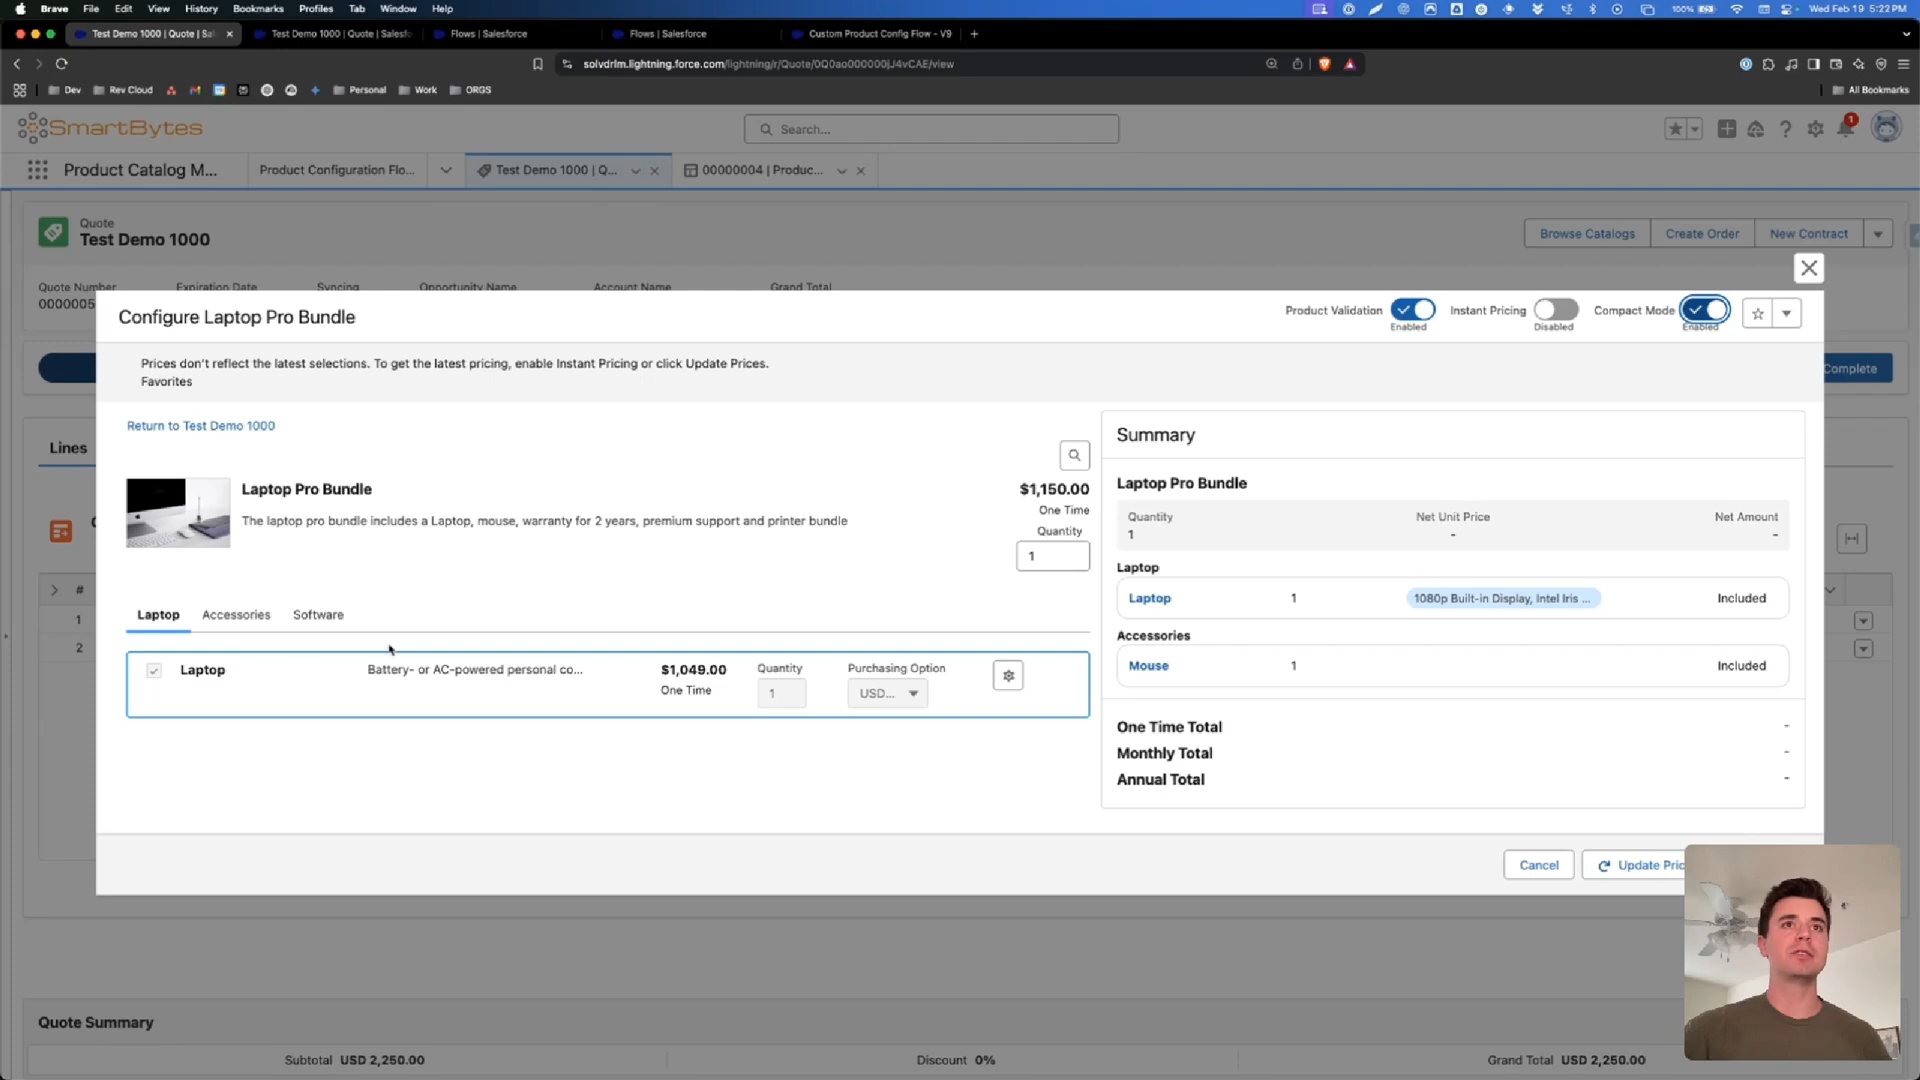 Brave File Edit View History Bookmarks Profiles Tab Window Help 100% Wed Feb 19 5:22 PM
Test Demo 1000 | Quote | Sal Test Demo 1000 | Quote | Salesfo Flows | Salesforce Flows | Salesforce Custom Product Config Flow - V9
solvdrlm.lightning.force.com/lightning/r/Quote/0Q0ao000000jJ4vCAE/view
Dev Rev Cloud Personal Work ORGS All Bookmarks
SmartBytes Search... 1
Product Catalog M... Product Configuration Flo... Test Demo 1000 | Q... 00000004 | Produc...
Quote
Test Demo 1000
Browse Catalogs Create Order New Contract
Quote Number Expiration Date Syncing Opportunity Name Account Name Grand Total
0000005
Configure Laptop Pro Bundle
Product Validation Enabled Instant Pricing Disabled Compact Mode Enabled
Prices don't reflect the latest selections. To get the latest pricing, enable Instant Pricing or click Update Prices.
Favorites
Complete
Return to Test Demo 1000
Lines
Laptop Pro Bundle
The laptop pro bundle includes a Laptop, mouse, warranty for 2 years, premium support and printer bundle
$1,150.00
One Time
Quantity
1
#
1
2
Laptop Accessories Software
Laptop Battery- or AC-powered personal co... $1,049.00 Quantity Purchasing Option
One Time 1 USD...
Summary
Laptop Pro Bundle
Quantity Net Unit Price Net Amount
1 - -
Laptop
Laptop 1 1080p Built-in Display, Intel Iris ... Included
Accessories
Mouse 1 Included
One Time Total -
Monthly Total -
Annual Total -
Cancel Update Pric
Quote Summary
Subtotal USD 2,250.00 Discount 0% Grand Total USD 2,250.00